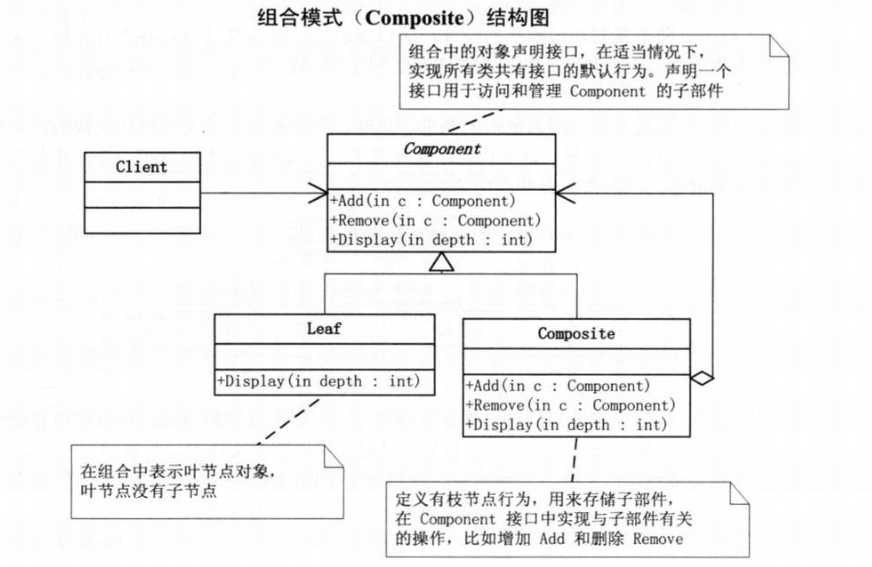 组合模式（Composite）结构图
组合中的对象声明接口，在适当情况下，
实现所有类共有接口的默认行为。声明一个
接口用于访问和管理 Component 的子部件
Component
+Add(in c : Component)
+Remove(in c : Component)
+Display(in depth : int)
Client
Leaf
+Display(in depth : int)
Composite
+Add(in c : Component)
+Remove(in c : Component)
+Display(in depth : int)
在组合中表示叶节点对象，
叶节点没有子节点
定义有枝节点行为，用来存储子部件，
在 Component 接口中实现与子部件有关
的操作，比如增加 Add 和删除 Remove